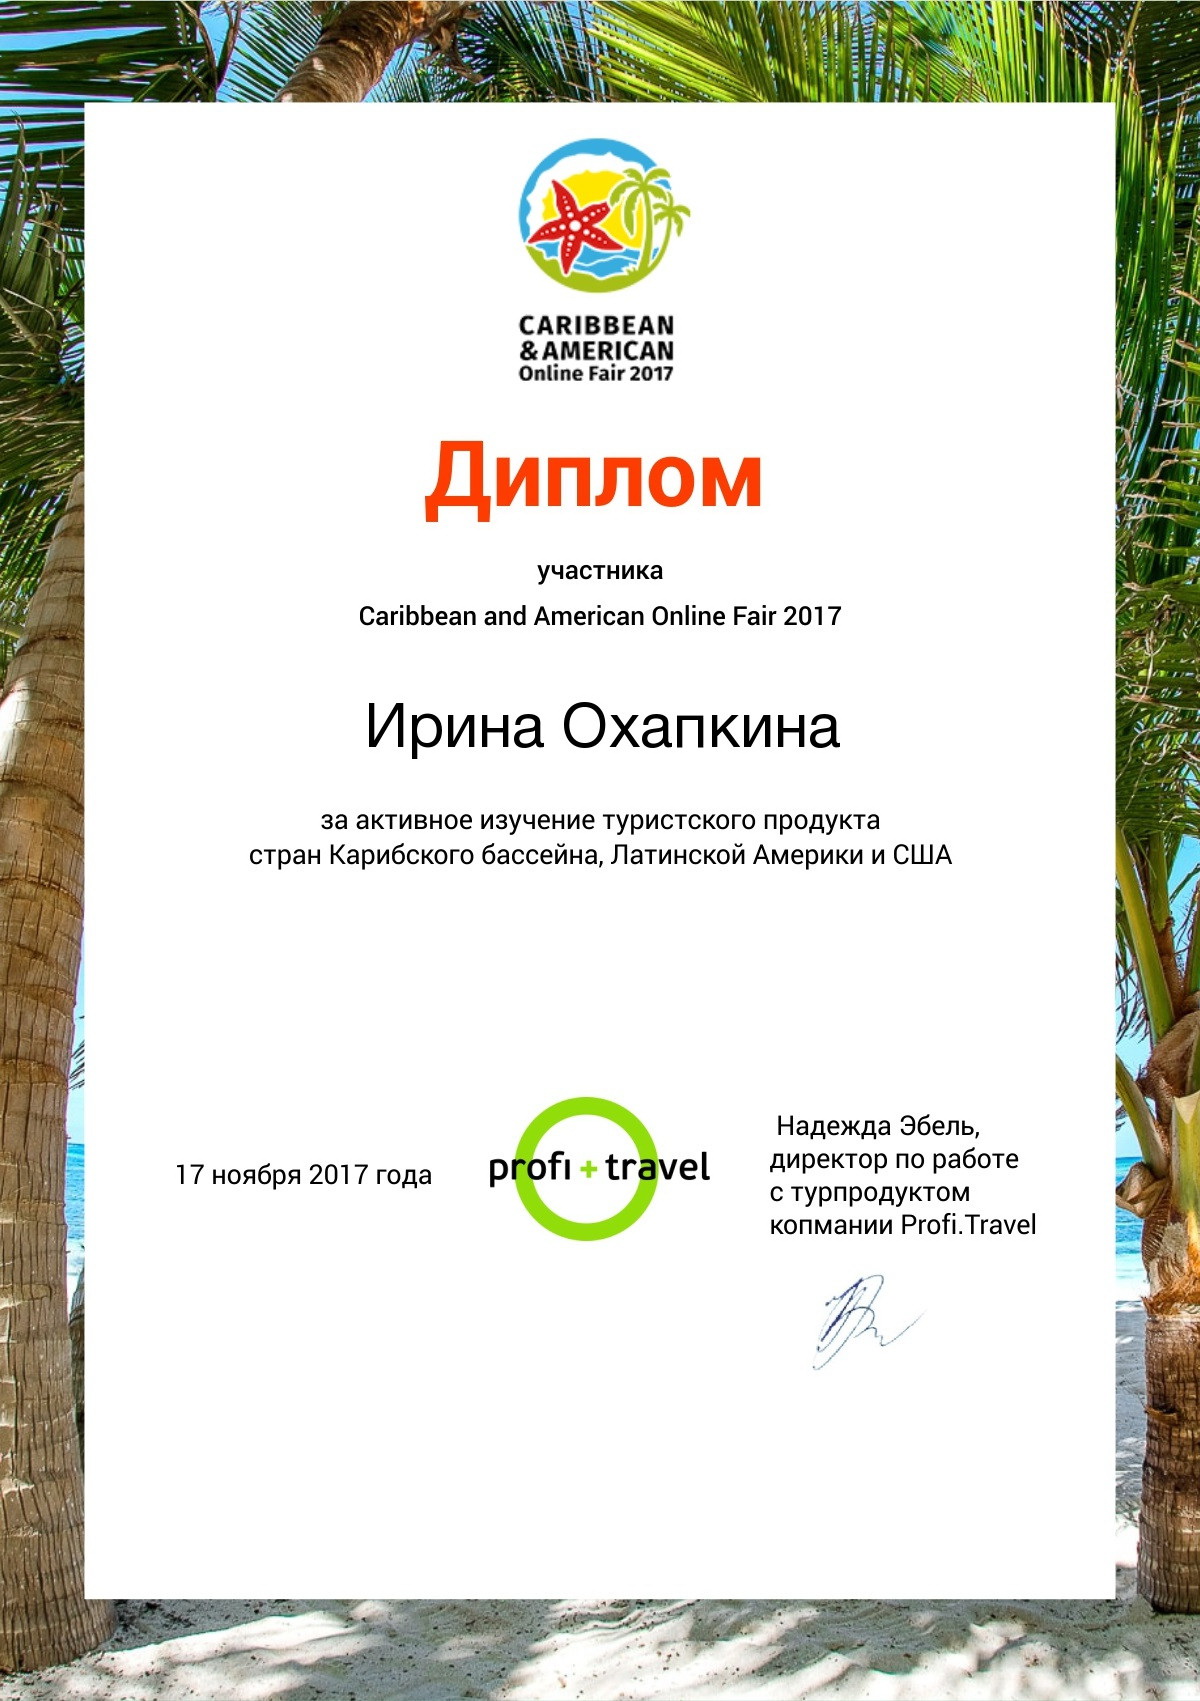 CARIBBEAN
& AMERICAN
Online Fair 2017
Диплом
участника
Caribbean and American Online Fair 2017
Ирина Охапкина
за активное изучение туристского продукта
стран Карибского бассейна, Латинской Америки и США
17 ноября 2017 года
profi + travel
Надежда Эбель,
директор по работе
с турпродуктом
копмании Profi.Travel